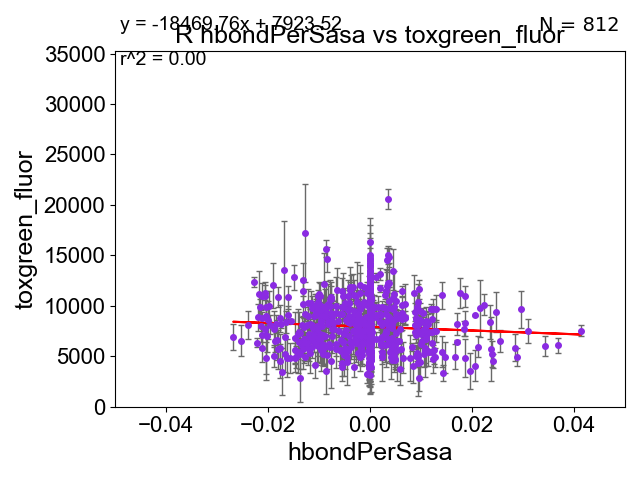 y = -18469.76x + 7923.52
N = 812
R hbondPerSasa vs toxgreen_fluor
r^2 = 0.00
35000
30000
25000
20000
15000
10000
5000
0
toxgreen_fluor
−0.04 −0.02 0.00 0.02 0.04
hbondPerSasa